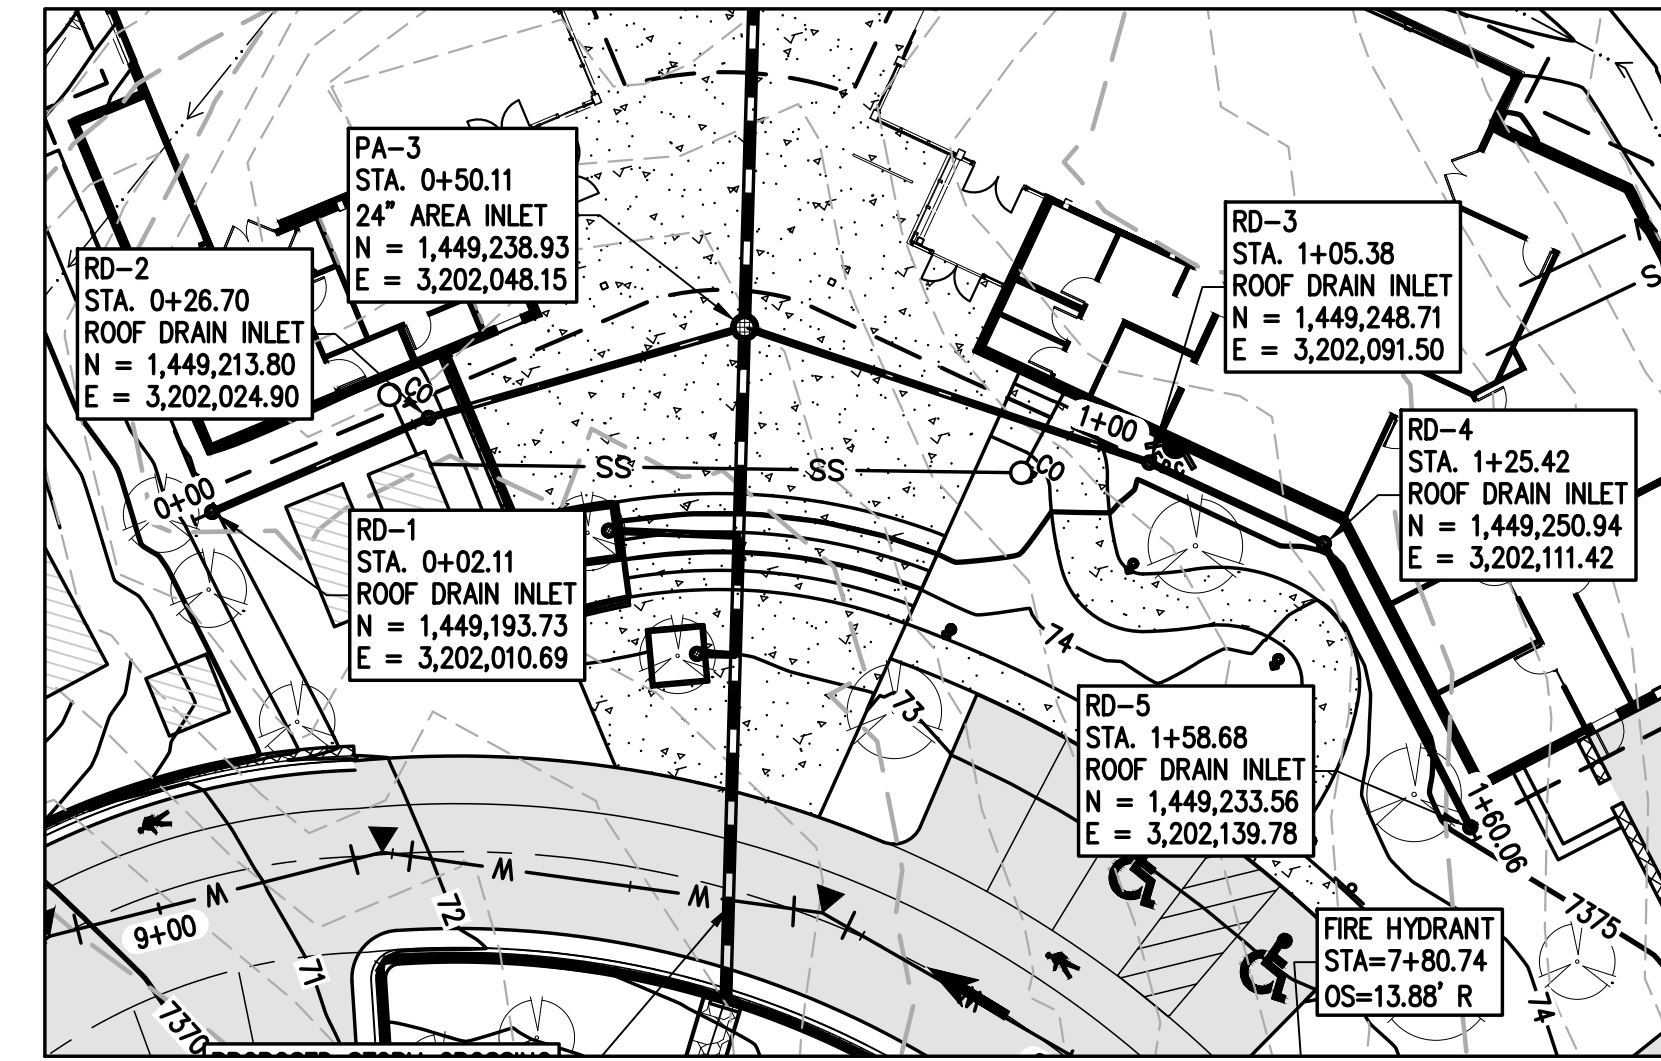 PA-3
STA. 0+50.11
24" AREA INLET
N = 1,449,238.93
E = 3,202,048.15
RD-3
STA. 1+05.38
ROOF DRAIN INLET
N = 1,449,248.71
E = 3,202,091.50
RD-2
STA. 0+26.70
ROOF DRAIN INLET
N = 1,449,213.80
E = 3,202,024.90
S
CO
1+00
RD-4
STA. 1+25.42
ROOF DRAIN INLET
N = 1,449,250.94
E = 3,202,111.42
SS
SS
CO
0+00
RD-1
STA. 0+02.11
ROOF DRAIN INLET
N = 1,449,193.73
E = 3,202,010.69
74
73
RD-5
STA. 1+58.68
ROOF DRAIN INLET
N = 1,449,233.56
E = 3,202,139.78
1+60.06
W
W
W
9+00
72
71
7370
7375
FIRE HYDRANT
STA=7+80.74
OS=13.88' R
74
PROPOSED STORM CROSSING